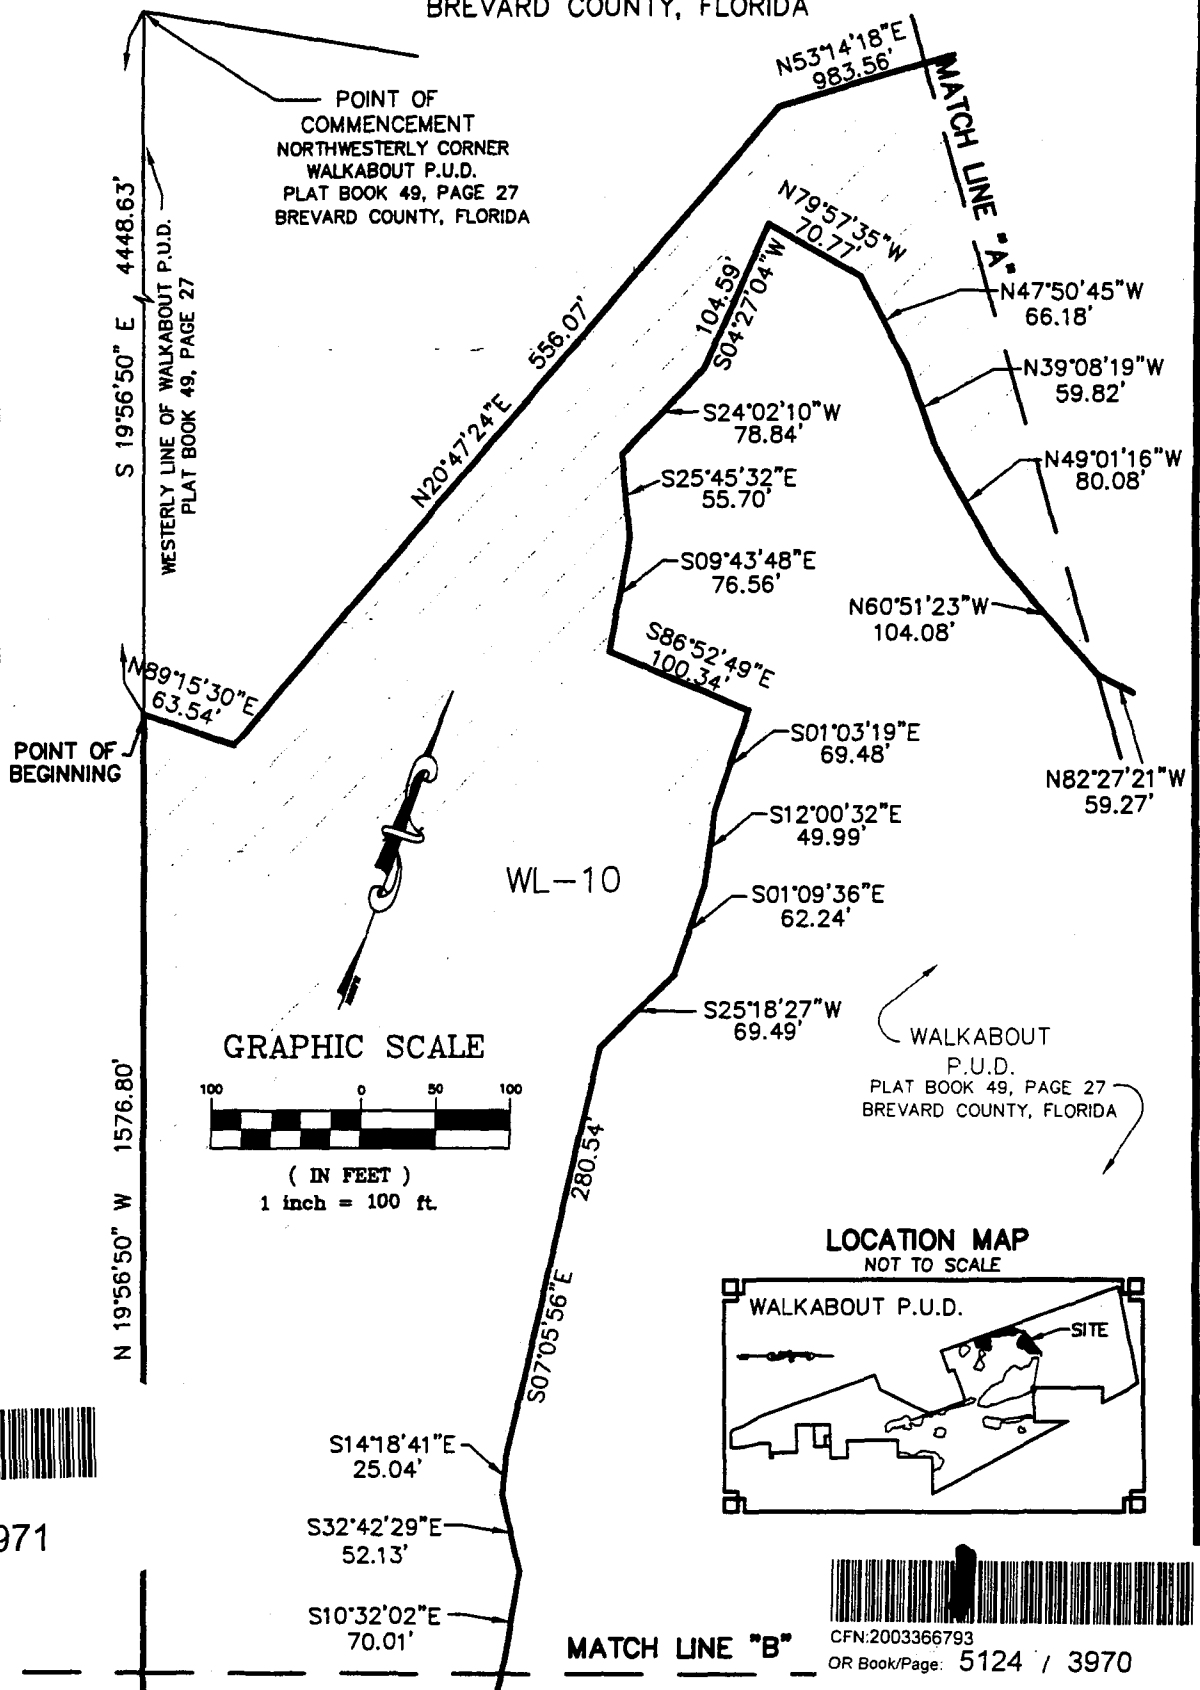 BREVARD COUNTY, FLORIDA
N53°14'18"E
983.56'
MATCH LINE "A"
POINT OF
COMMENCEMENT
NORTHWESTERLY CORNER
WALKABOUT P.U.D.
PLAT BOOK 49, PAGE 27
BREVARD COUNTY, FLORIDA
S 19°56'50" E 4448.63'
WESTERLY LINE OF WALKABOUT P.U.D.
PLAT BOOK 49, PAGE 27
N79°57'35"W
70.77'
104.59'
S04°27'04"W
N47°50'45"W
66.18'
N20°47'24"E 556.07'
N39°08'19"W
59.82'
S24°02'10"W
78.84'
N49°01'16"W
80.08'
S25°45'32"E
55.70'
S09°43'48"E
76.56'
N60°51'23"W
104.08'
S86°52'49"E
100.34'
N89°15'30"E
63.54'
POINT OF
BEGINNING
S01°03'19"E
69.48'
N82°27'21"W
59.27'
S12°00'32"E
49.99'
WL-10
S01°09'36"E
62.24'
S25°18'27"W
69.49'
WALKABOUT
P.U.D.
PLAT BOOK 49, PAGE 27
BREVARD COUNTY, FLORIDA
GRAPHIC SCALE
100 0 50 100
( IN FEET )
1 inch = 100 ft.
N 19°56'50" W 1576.80'
S07°05'56"E 280.54'
LOCATION MAP
NOT TO SCALE
WALKABOUT P.U.D.
SITE
S14°18'41"E
25.04'
S32°42'29"E
52.13'
971
S10°32'02"E
70.01'
MATCH LINE "B"
CFN:2003366793
OR Book/Page: 5124 / 3970